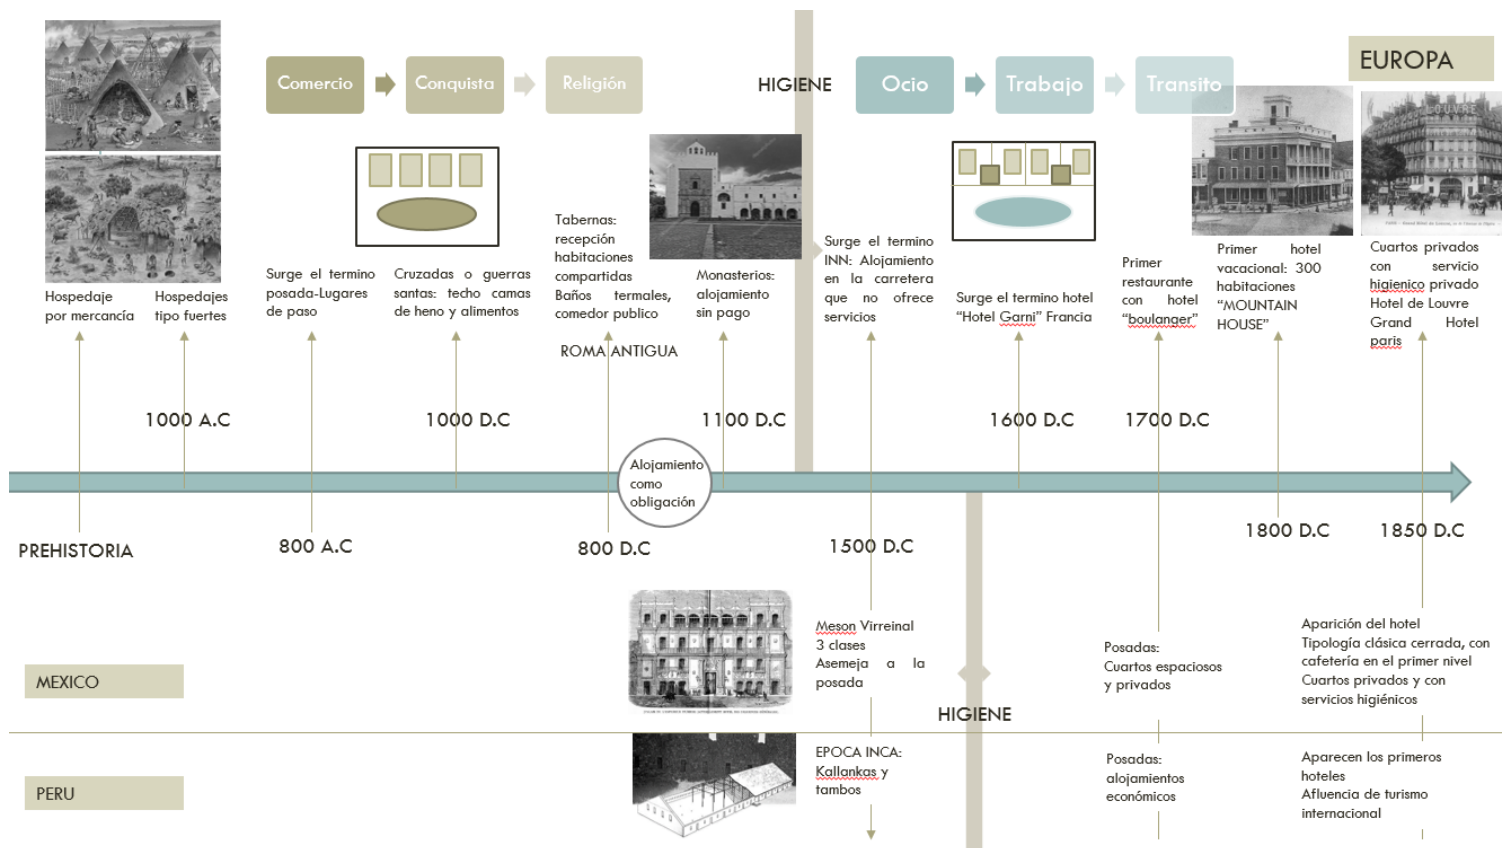 EUROPA
Comercio
Conquista
Religión
HIGIENE
Ocio
Trabajo
Transito
LOUVRE
Hospedaje
por mercancía
Hospedajes
tipo fuertes
Surge el termino
posada-Lugares
de paso
Cruzadas o guerras
santas: techo camas
de heno y alimentos
Tabernas:
recepción
habitaciones
compartidas
Baños termales,
comedor publico
ROMA ANTIGUA
Monasterios:
alojamiento
sin pago
Surge el termino
INN: Alojamiento
en la carretera
que no ofrece
servicios
Surge el termino hotel
“Hotel Garni” Francia
Primer
restaurante
con hotel
“boulanger”
Primer hotel
vacacional: 300
habitaciones
“MOUNTAIN
HOUSE”
Cuartos privados
con servicio
higienico privado
Hotel de Louvre
Grand Hotel
paris
1000 A.C
1000 D.C
1100 D.C
1600 D.C
1700 D.C
Alojamiento
como
obligación
PREHISTORIA
800 A.C
800 D.C
1500 D.C
1800 D.C
1850 D.C
MEXICO
Meson Virreinal
3 clases
Asemeja a la
posada
HIGIENE
Posadas:
Cuartos espaciosos
y privados
Aparición del hotel
Tipología clásica cerrada, con
cafetería en el primer nivel
Cuartos privados y con
servicios higiénicos
PERU
EPOCA INCA:
Kallankas y
tambos
Posadas:
alojamientos
económicos
Aparecen los primeros
hoteles
Afluencia de turismo
internacional